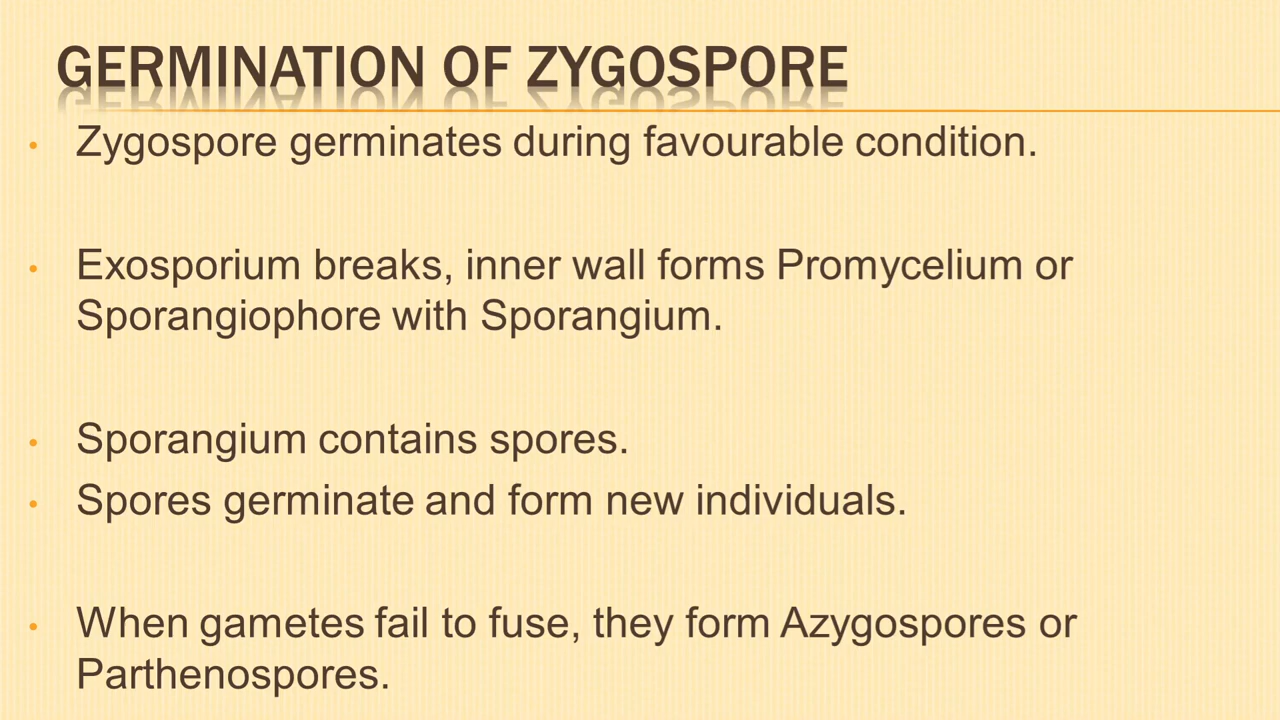 GERMINATION OF ZYGOSPORE
• Zygospore germinates during favourable condition.
• Exosporium breaks, inner wall forms Promycelium or
Sporangiophore with Sporangium.
• Sporangium contains spores.
• Spores germinate and form new individuals.
• When gametes fail to fuse, they form Azygospores or
Parthenospores.